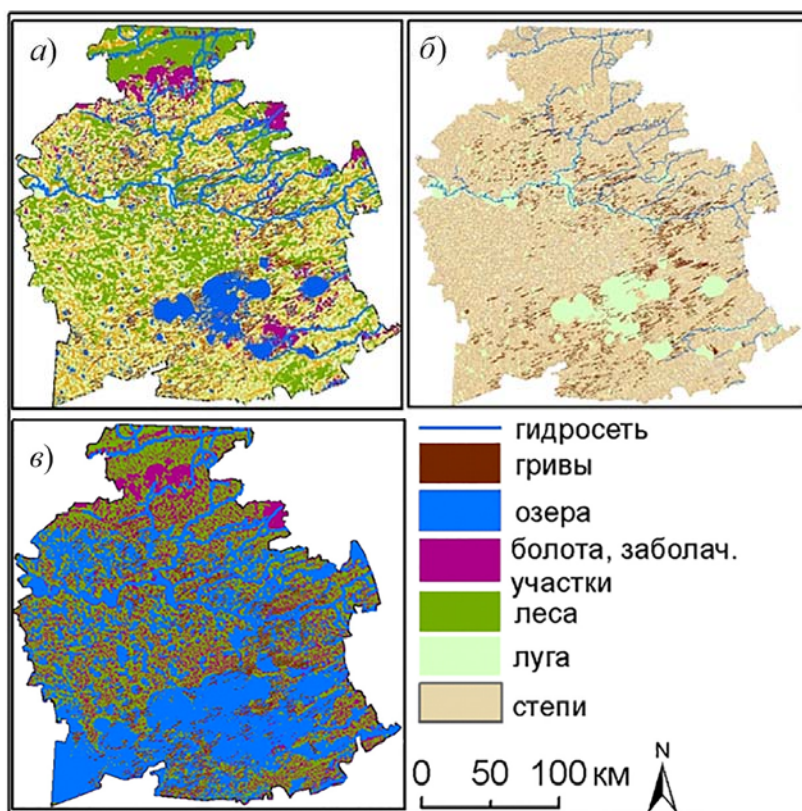 а)
б)
в)
гидросеть
гривы
озера
болота, заболач.
участки
леса
луга
степи
0 50 100 км
N